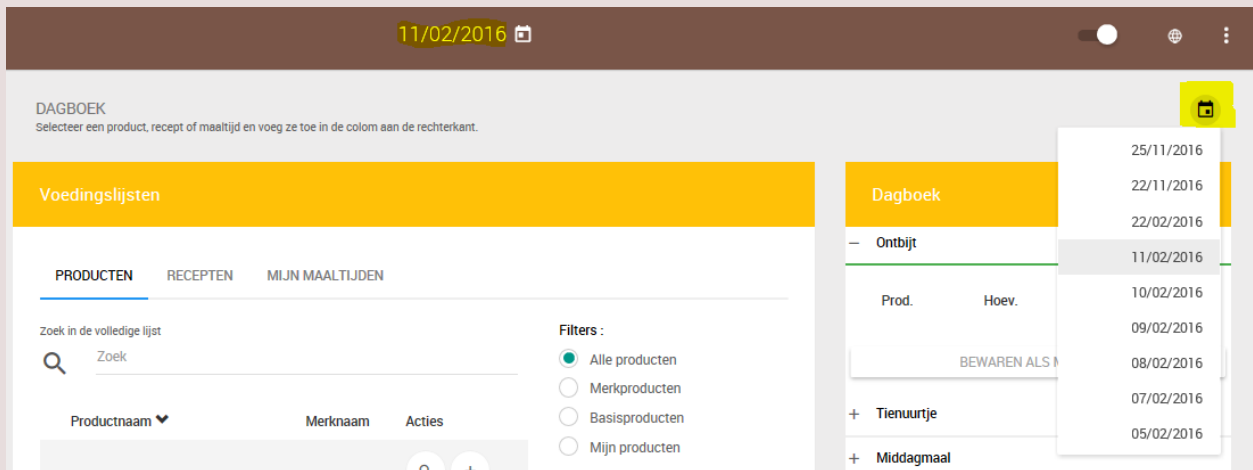 11/02/2016
DAGBOEK
Selecteer een product, recept of maaltijd en voeg ze toe in de colom aan de rechterkant.
25/11/2016
22/11/2016
22/02/2016
11/02/2016
10/02/2016
09/02/2016
08/02/2016
07/02/2016
05/02/2016
Voedingslijsten
PRODUCTEN RECEPTEN MIJN MAALTIJDEN
Zoek in de volledige lijst
Zoek
Filters :
Alle producten
Merkproducten
Basisproducten
Mijn producten
Productnaam Merknaam Acties
Dagboek
Ontbijt
Prod. Hoev.
BEWAREN ALS
Tienuurtje
Middagmaal